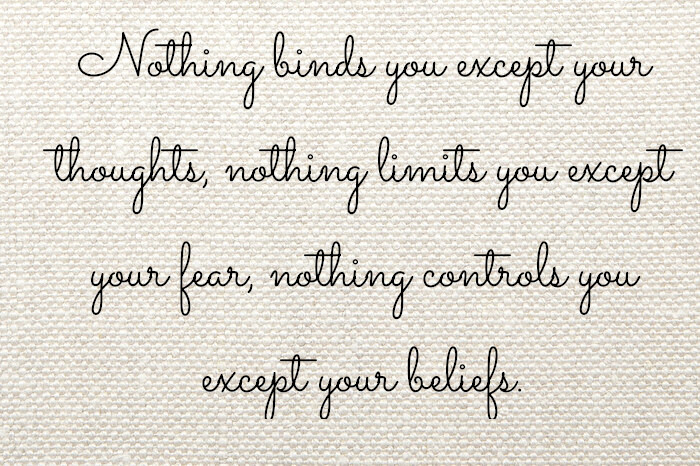 Nothing binds you except your
thoughts, nothing limits you except
your fear, nothing controls you
except your beliefs.